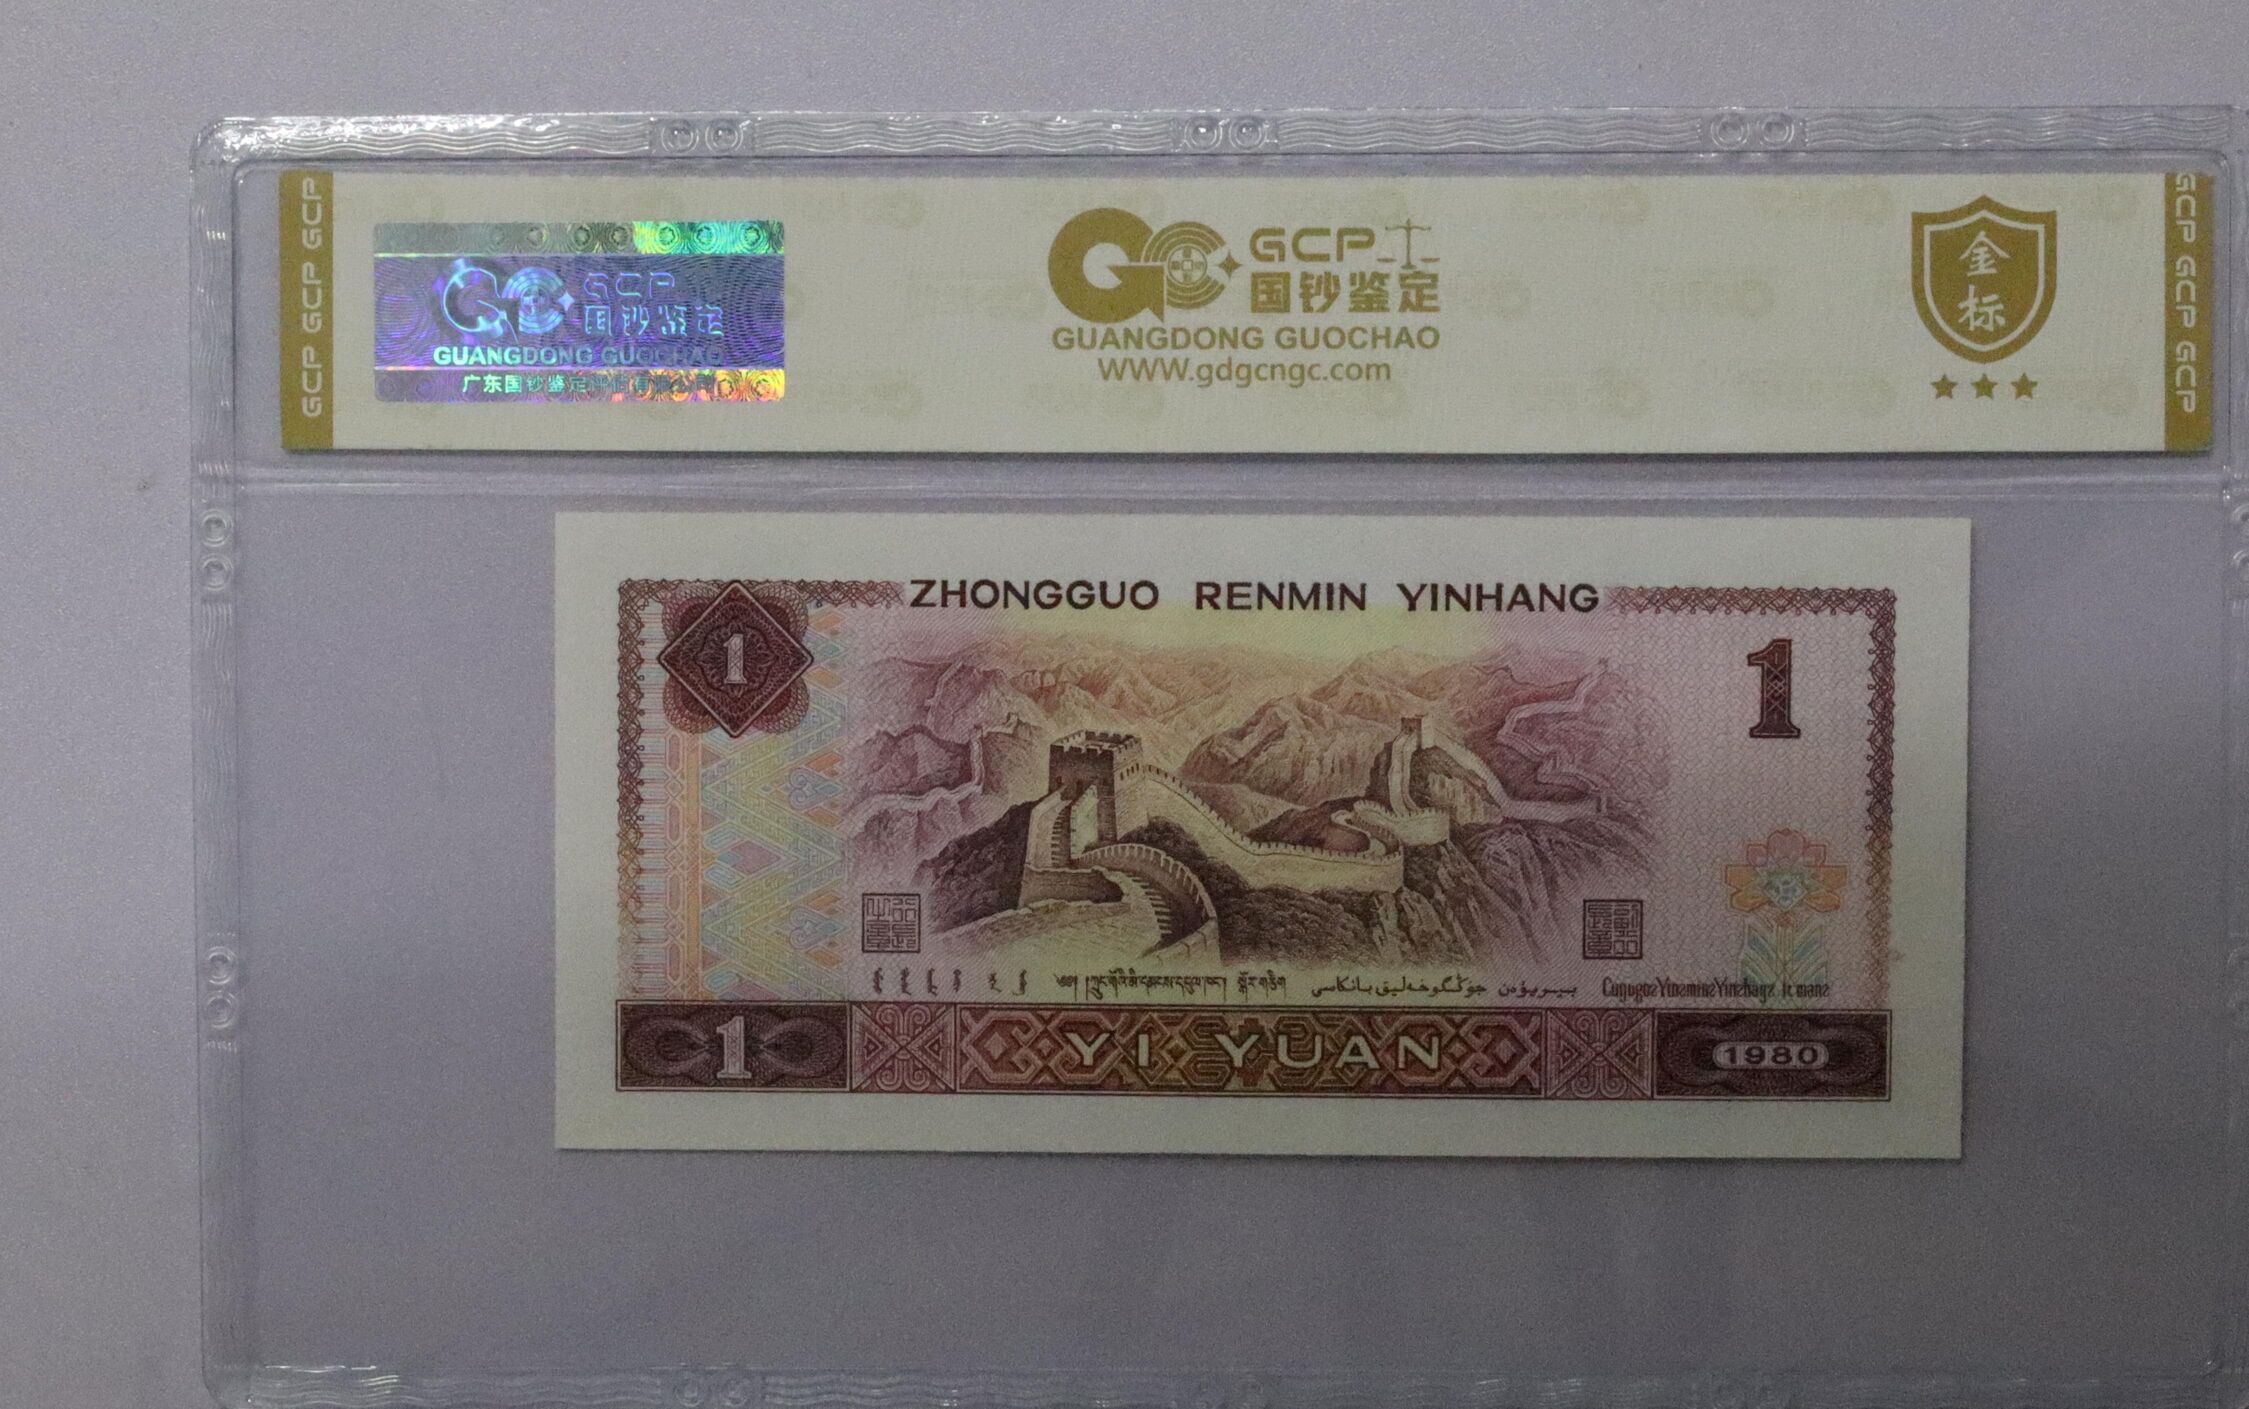 GCP GCP GCP
GCP
国钞鉴定
GUANGDONG GUOCHAO
广东国钞鉴定评估有限公司
GCP
国钞鉴定
GUANGDONG GUOCHAO
WWW.gdgcngc.com
金标
GCP GCP GCP
ZHONGGUO RENMIN YINHANG
1
1
1
YI YUAN
1980